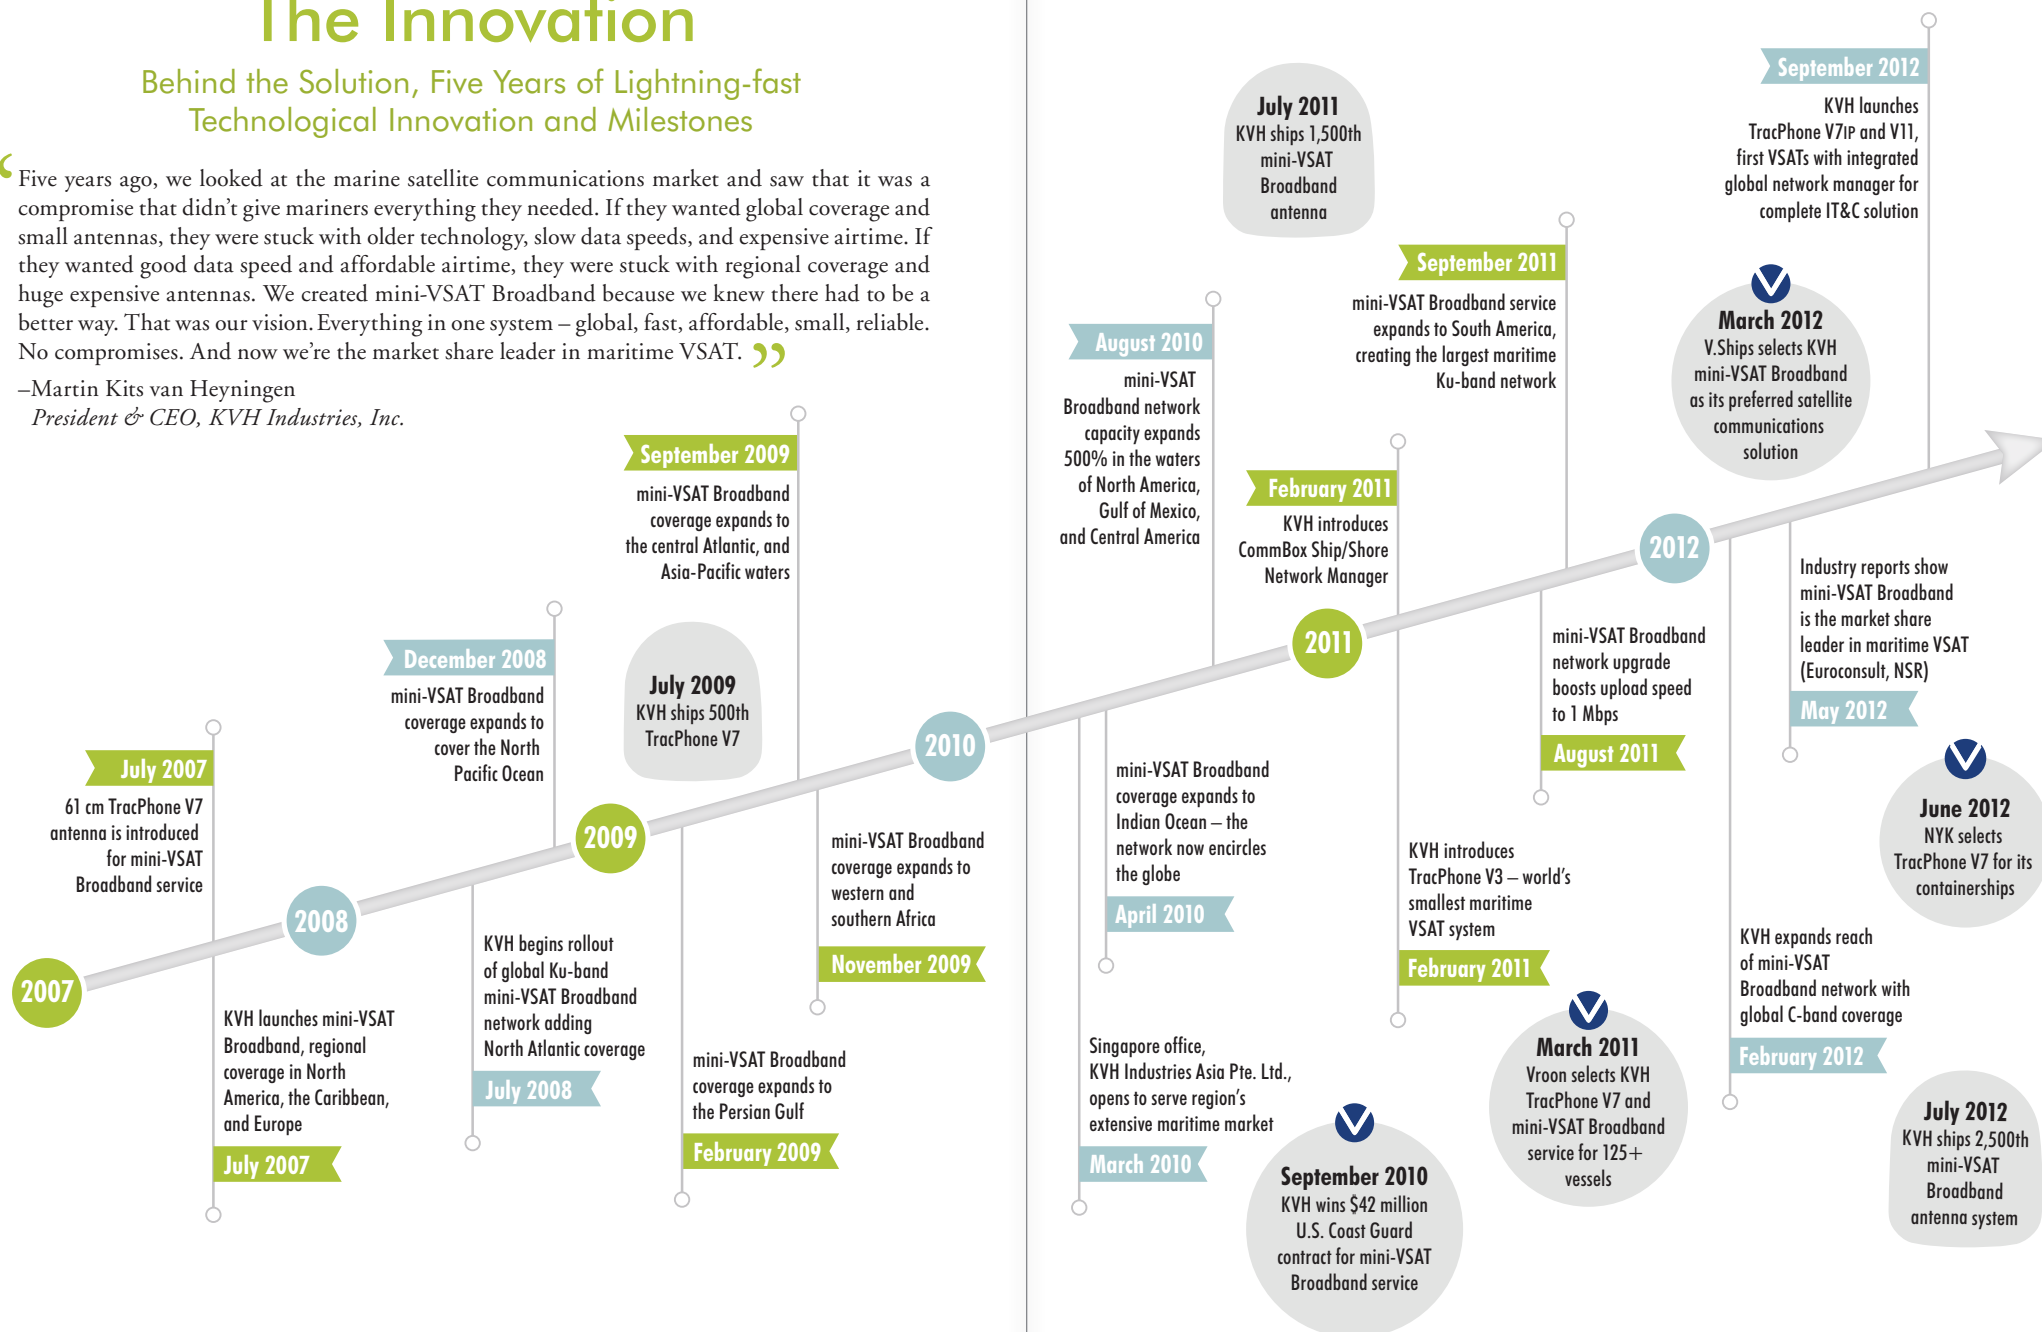 The Innovation
Behind the Solution, Five Years of Lightning-fast
Technological Innovation and Milestones
‘ Five years ago, we looked at the marine satellite communications market and saw that it was a
compromise that didn’t give mariners everything they needed. If they wanted global coverage and
small antennas, they were stuck with older technology, slow data speeds, and expensive airtime. If
they wanted good data speed and affordable airtime, they were stuck with regional coverage and
huge expensive antennas. We created mini-VSAT Broadband because we knew there had to be a
better way. That was our vision. Everything in one system – global, fast, affordable, small, reliable.
No compromises. And now we’re the market share leader in maritime VSAT. ”
–Martin Kits van Heyningen
President & CEO, KVH Industries, Inc.
2007
July 2007
61 cm TracPhone V7
antenna is introduced
for mini-VSAT
Broadband service
KVH launches mini-VSAT
Broadband, regional
coverage in North
America, the Caribbean,
and Europe
July 2007
2008
KVH begins rollout
of global Ku-band
mini-VSAT Broadband
network adding
North Atlantic coverage
July 2008
December 2008
mini-VSAT Broadband
coverage expands to
cover the North
Pacific Ocean
2009
mini-VSAT Broadband
coverage expands to
the Persian Gulf
February 2009
July 2009
KVH ships 500th
TracPhone V7
September 2009
mini-VSAT Broadband
coverage expands to
the central Atlantic, and
Asia-Pacific waters
mini-VSAT Broadband
coverage expands to
western and
southern Africa
November 2009
2010
Singapore office,
KVH Industries Asia Pte. Ltd.,
opens to serve region’s
extensive maritime market
March 2010
mini-VSAT Broadband
coverage expands to
Indian Ocean – the
network now encircles
the globe
April 2010
August 2010
mini-VSAT
Broadband network
capacity expands
500% in the waters
of North America,
Gulf of Mexico,
and Central America
September 2010
KVH wins $42 million
U.S. Coast Guard
contract for mini-VSAT
Broadband service
2011
February 2011
KVH introduces
CommBox Ship/Shore
Network Manager
KVH introduces
TracPhone V3 – world’s
smallest maritime
VSAT system
February 2011
March 2011
Vroon selects KVH
TracPhone V7 and
mini-VSAT Broadband
service for 125+
vessels
July 2011
KVH ships 1,500th
mini-VSAT
Broadband
antenna
mini-VSAT Broadband
network upgrade
boosts upload speed
to 1 Mbps
August 2011
September 2011
mini-VSAT Broadband service
expands to South America,
creating the largest maritime
Ku-band network
2012
KVH expands reach
of mini-VSAT
Broadband network with
global C-band coverage
February 2012
March 2012
V.Ships selects KVH
mini-VSAT Broadband
as its preferred satellite
communications
solution
Industry reports show
mini-VSAT Broadband
is the market share
leader in maritime VSAT
(Euroconsult, NSR)
May 2012
June 2012
NYK selects
TracPhone V7 for its
containerships
July 2012
KVH ships 2,500th
mini-VSAT
Broadband
antenna system
September 2012
KVH launches
TracPhone V7IP and V11,
first VSATs with integrated
global network manager for
complete IT&C solution